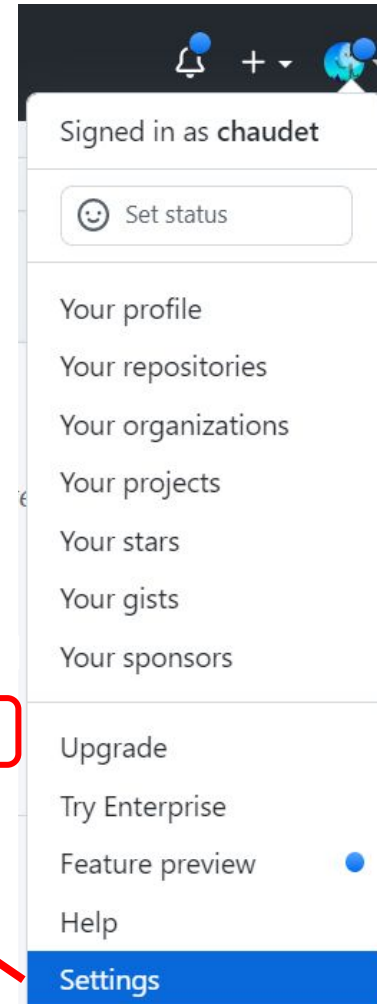 Signed in as chaudet
Set status
Your profile
Your repositories
Your organizations
Your projects
Your stars
Your gists
Your sponsors
Upgrade
Try Enterprise
Feature preview
Help
Settings